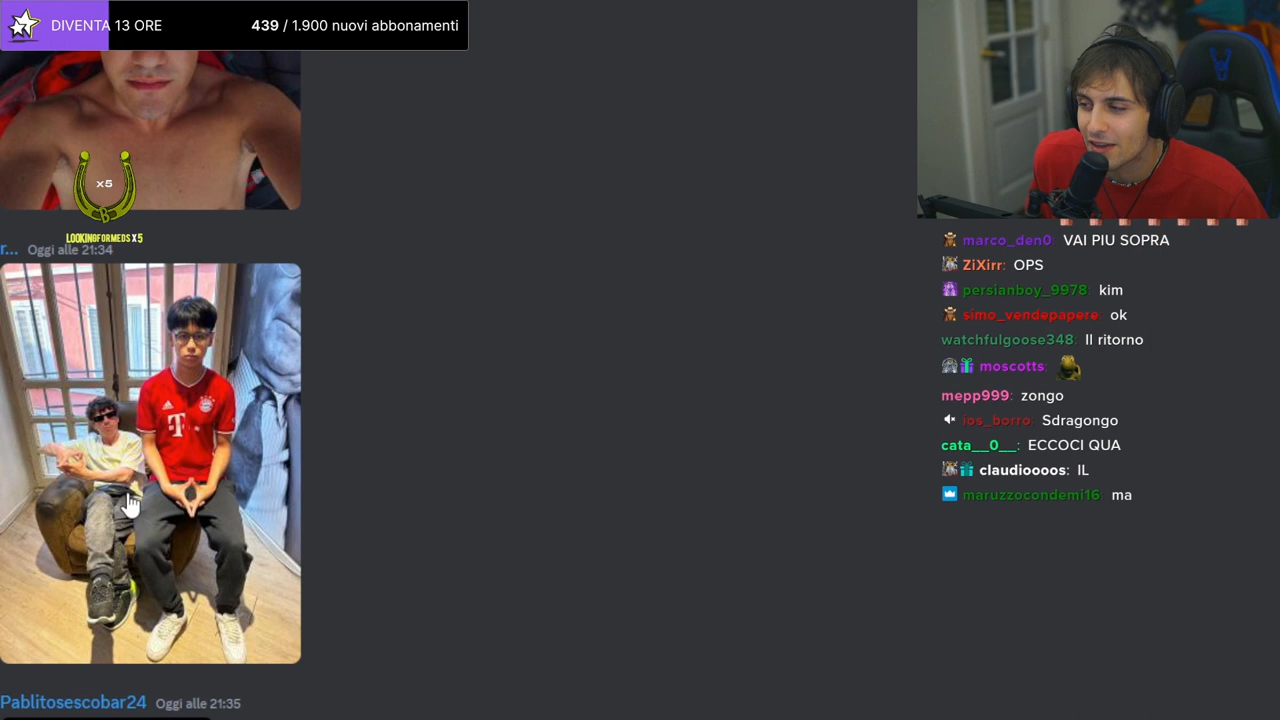 DIVENTA 13 ORE 439 / 1.900 nuovi abbonamenti
x5
LOOKINGFORMEDS X5
r... Oggi alle 21:34
Pablitosescobar24 Oggi alle 21:35
marco_den0: VAI PIU SOPRA
ZiXirr: OPS
persianboy_9978: kim
simo_vendepapere: ok
watchfulgoose348: Il ritorno
moscotts:
mepp999: zongo
ios_borro: Sdragongo
cata__0__: ECCOCI QUA
claudioooos: IL
maruzzocondemi16: ma